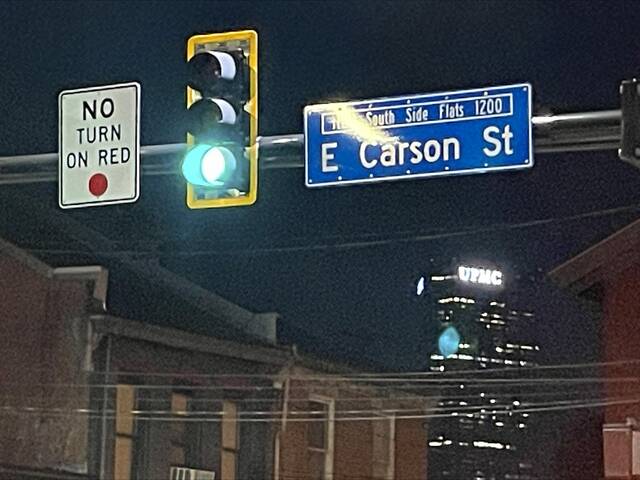 NO
TURN
ON RED
South Side Flats 1200
E Carson St
UPMC